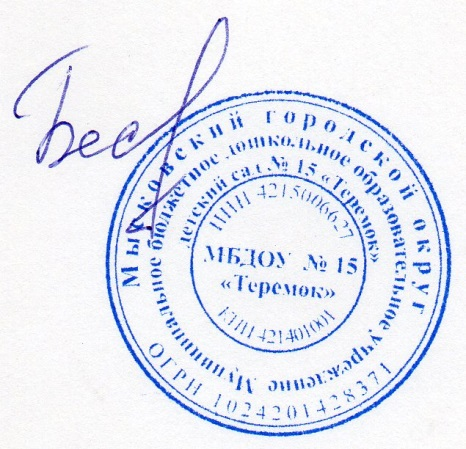 Бес
Мысковский городской округ
ОГРН 1024201428371
Муниципальное бюджетное дошкольное образовательное учреждение
детский сад № 15 «Теремок»
ИНН 4215006627
МБДОУ № 15
«Теремок»
КПП 421401001